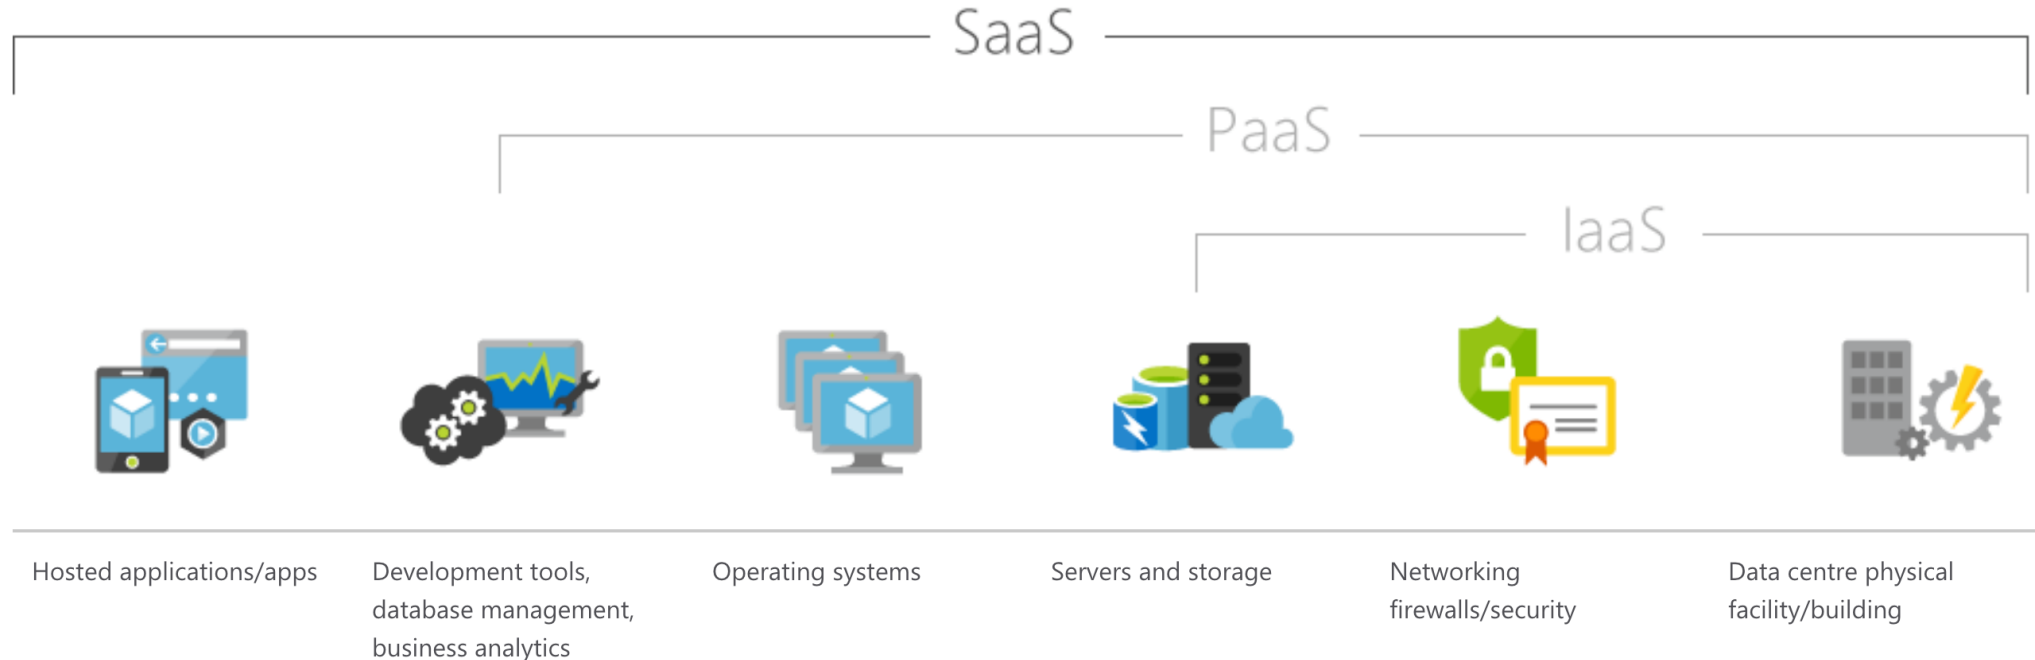 SaaS
PaaS
IaaS
Hosted applications/apps
Development tools,
database management,
business analytics
Operating systems
Servers and storage
Networking
firewalls/security
Data centre physical
facility/building